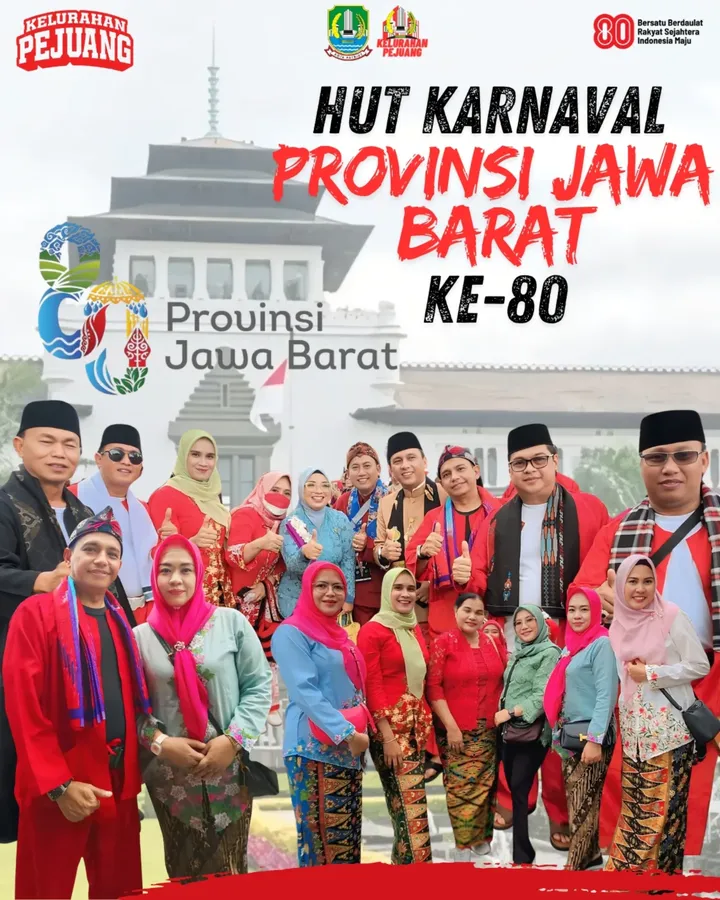 KELURAHAN
PEJUANG
KELURAHAN
PEJUANG
80
Bersatu Berdaulat
Rakyat Sejahtera
Indonesia Maju
HUT KARNAVAL
PROVINSI JAWA
BARAT
KE-80
80
Provinsi
Jawa Barat